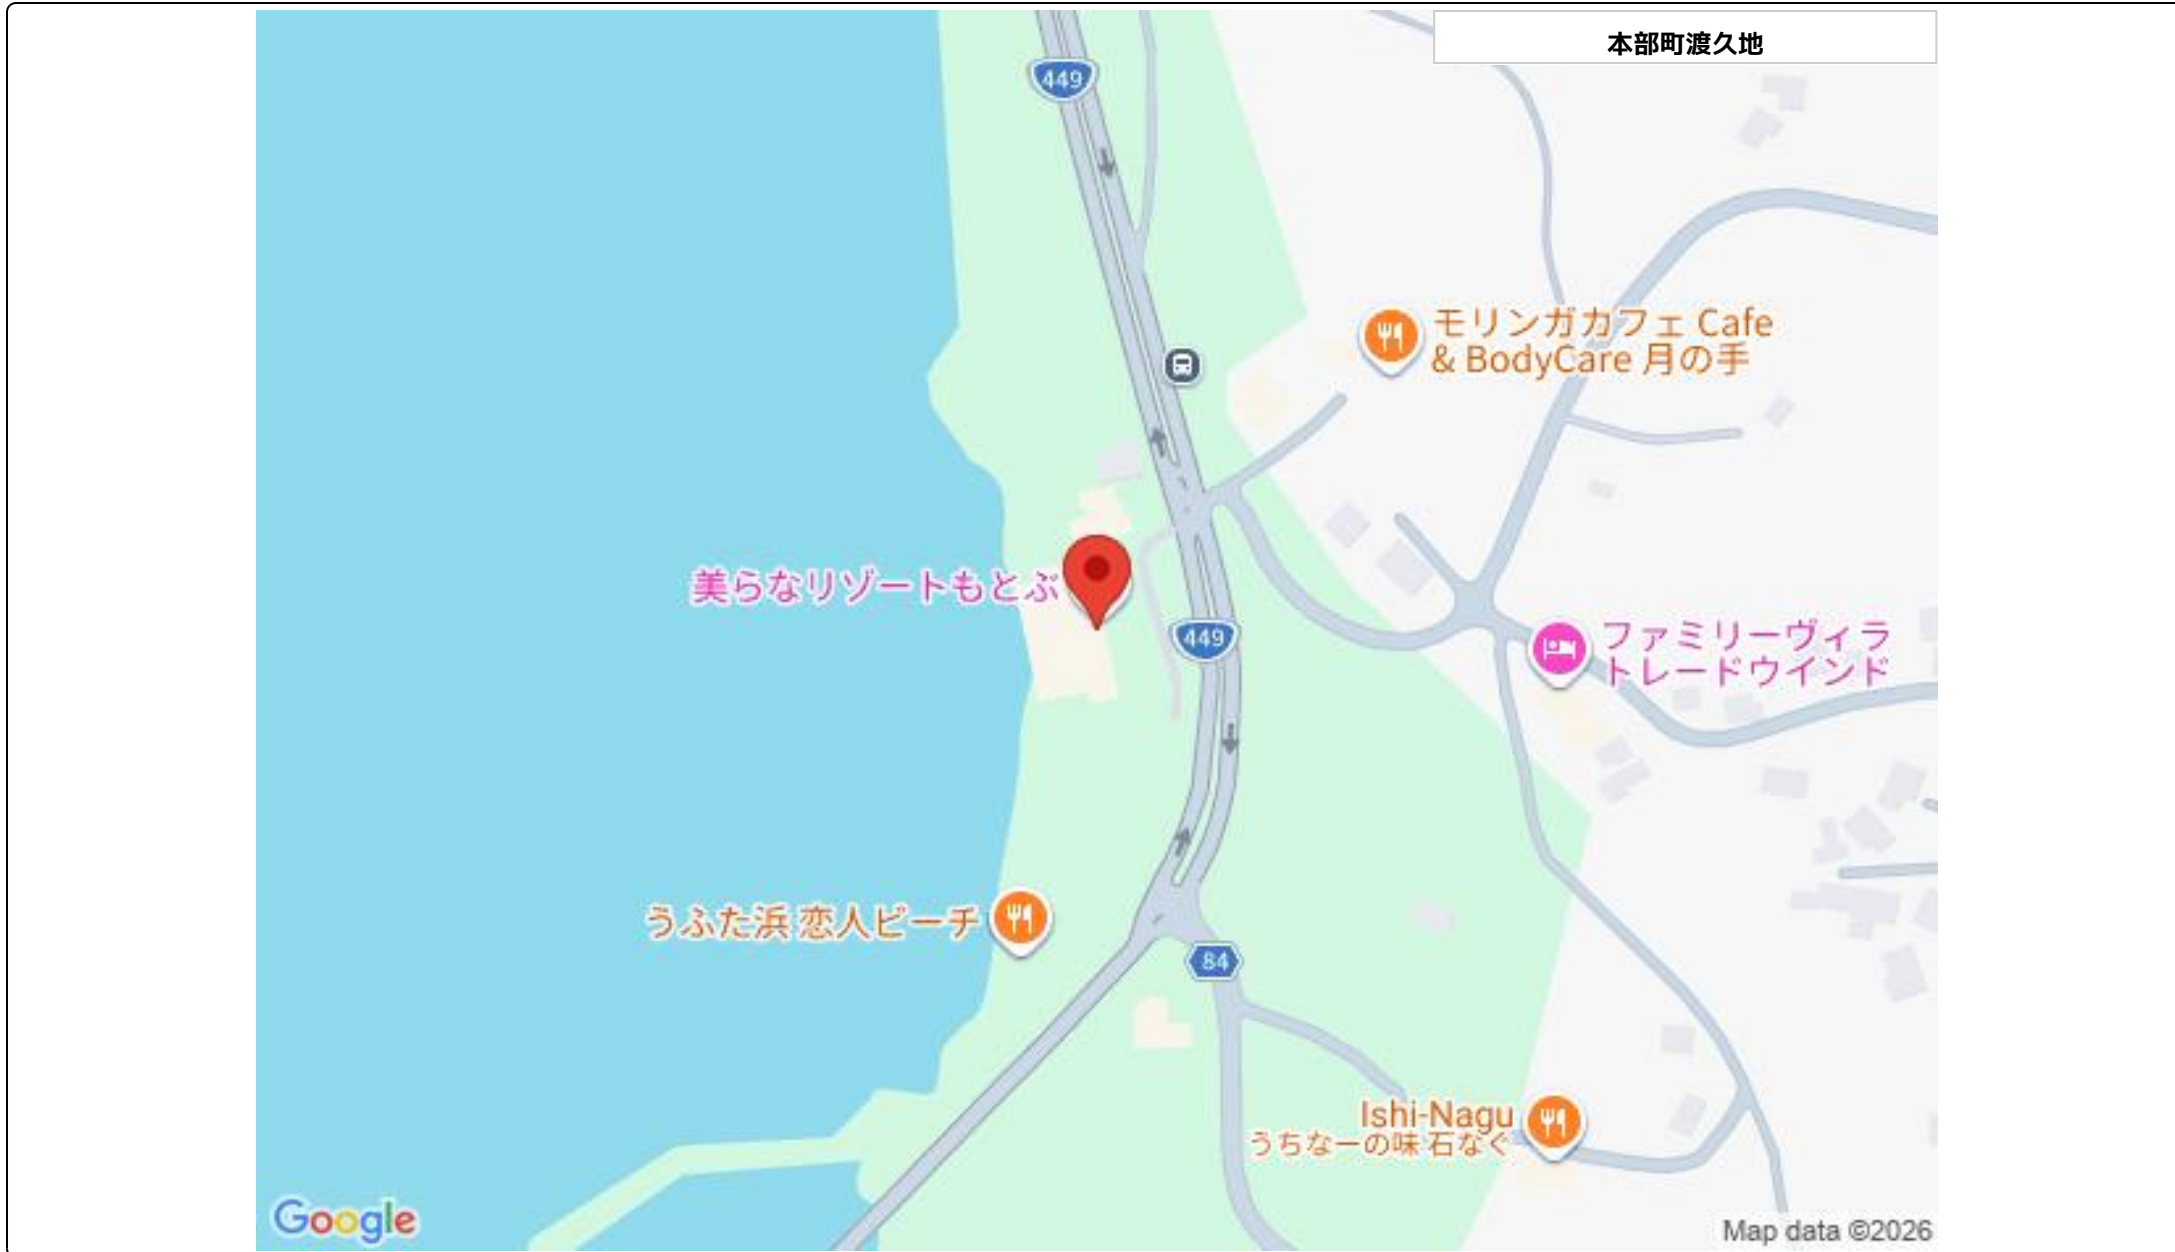 本部町渡久地
449
モリンガカフェ Cafe
& BodyCare 月の手
美らなリゾートもとぶ
449
ファミリーヴィラ
トレードウインド
うふた浜 恋人ビーチ
84
Ishi-Nagu
うちなーの味 石なぐ
Google
Map data ©2026